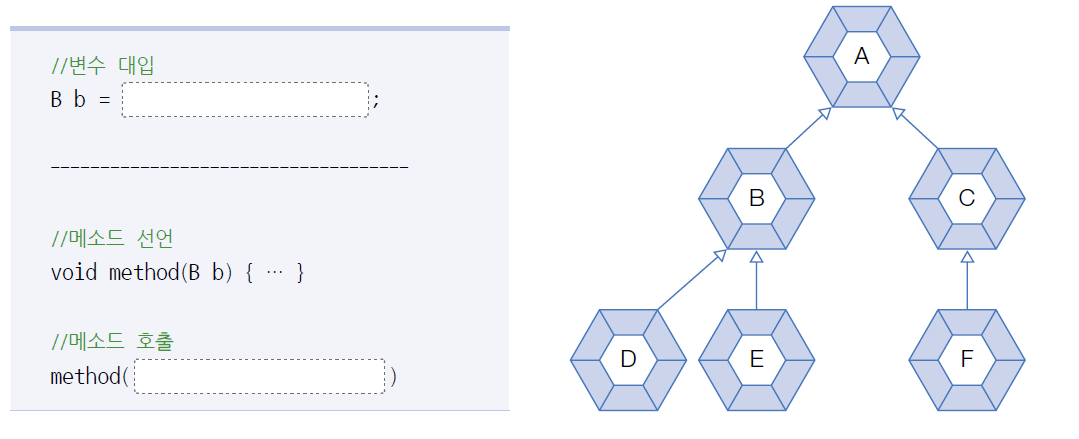 //변수 대입
B b = ;
------------------------------------
//메소드 선언
void method(B b) { … }
//메소드 호출
method( )
A
B
C
D
E
F